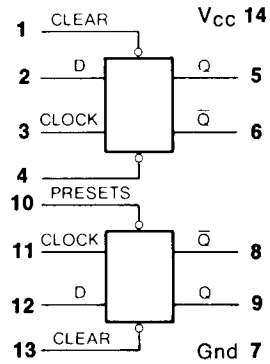 1 CLEAR VCC 14
2 D Q 5
3 CLOCK Q̅ 6
4
10 PRESETS
11 CLOCK Q̅ 8
12 D Q 9
13 CLEAR Gnd 7